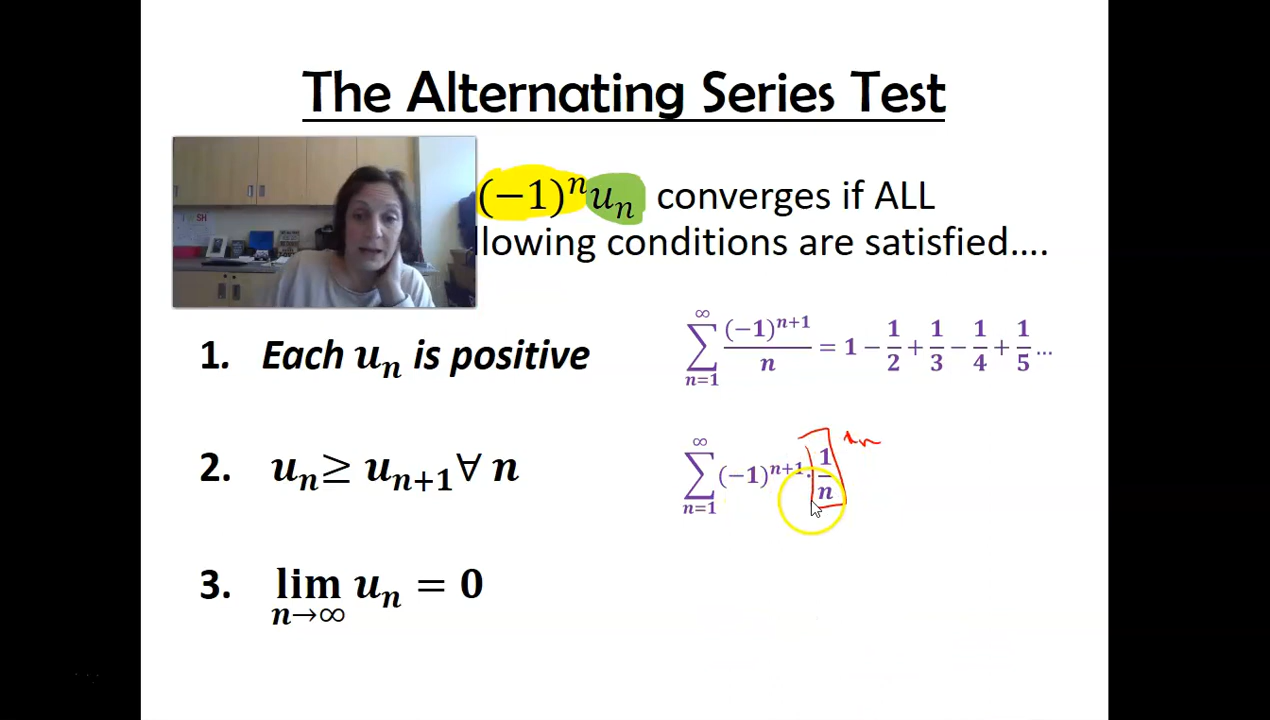 The Alternating Series Test
(−1)ⁿuₙ converges if ALL
llowing conditions are satisfied....
1. Each uₙ is positive
∑_{n=1}^{∞} (−1)ⁿ⁺¹/n = 1 − 1/2 + 1/3 − 1/4 + 1/5 ...
2. uₙ ≥ uₙ₊₁ ∀ n
∑_{n=1}^{∞} (−1)ⁿ⁺¹ · 1/n uₙ
3. lim_{n→∞} uₙ = 0